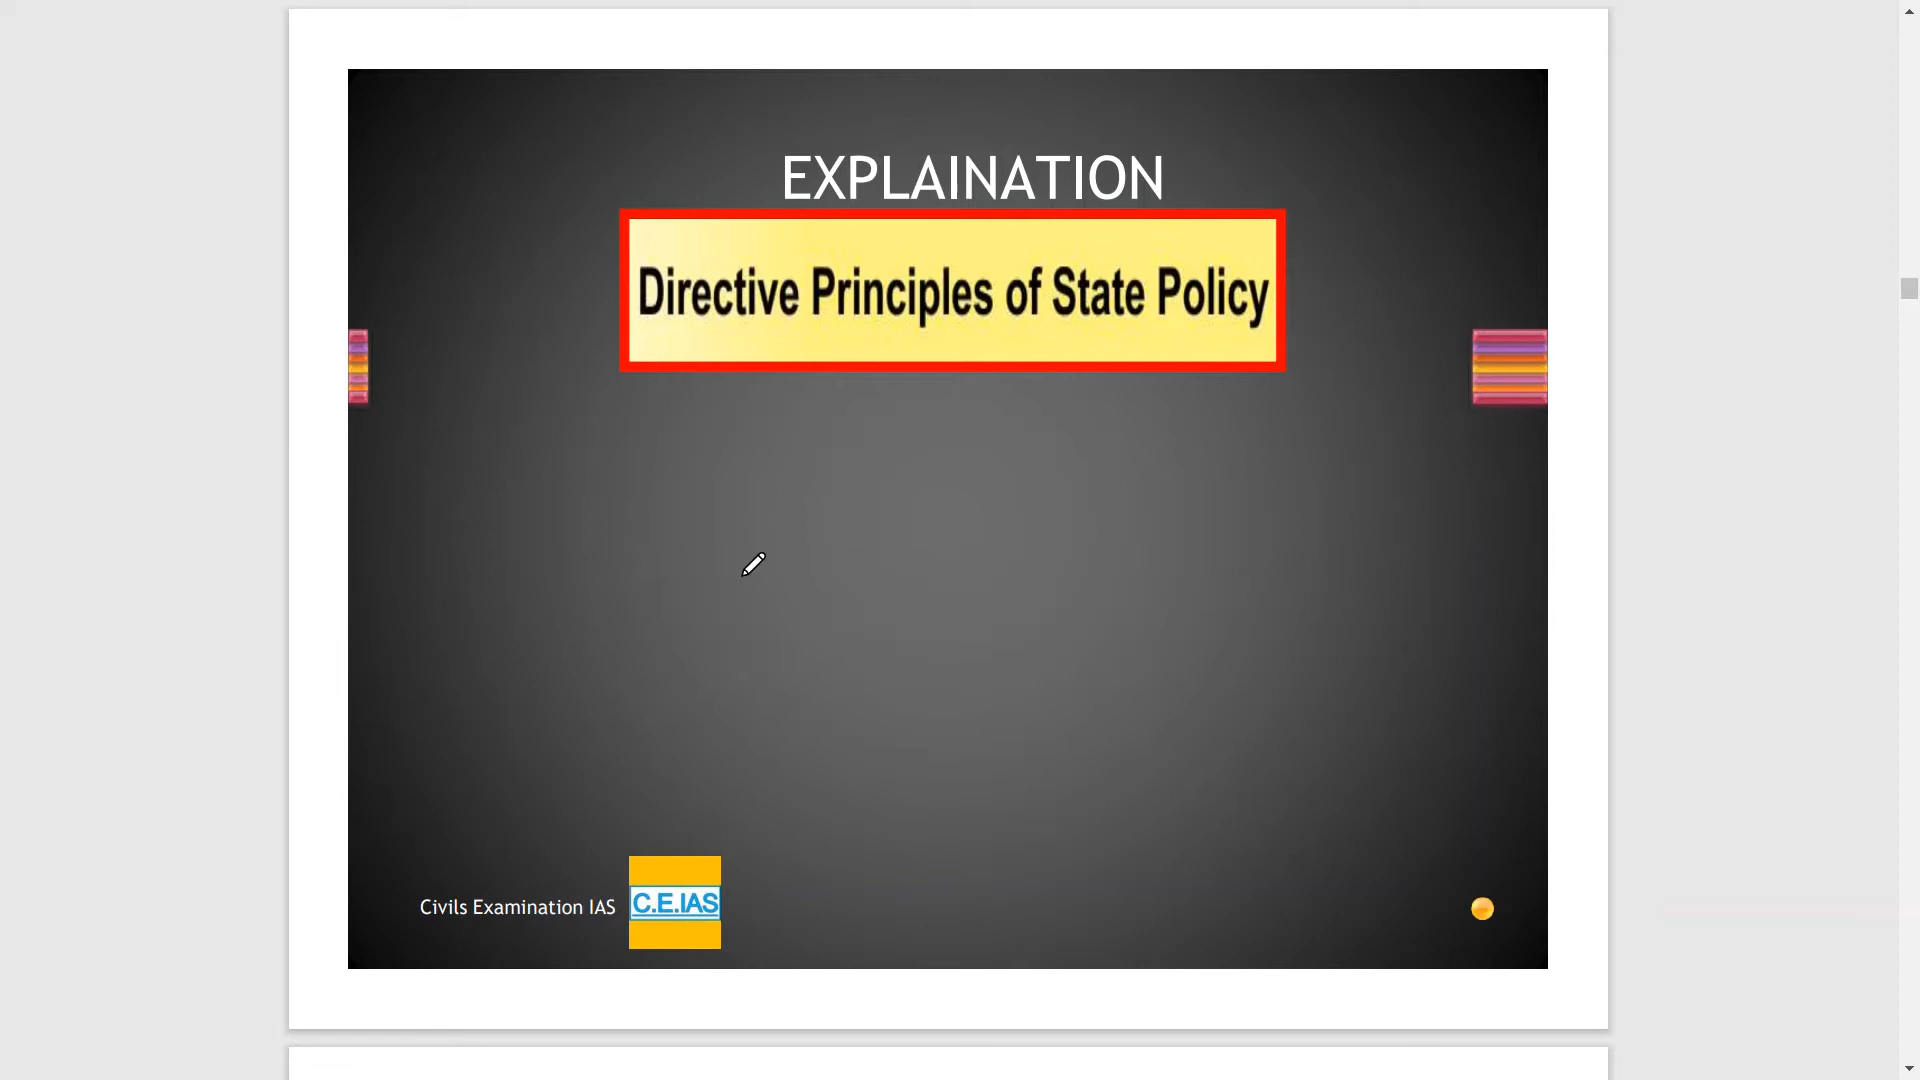 EXPLAINATION
Directive Principles of State Policy
Civils Examination IAS
C.E.IAS